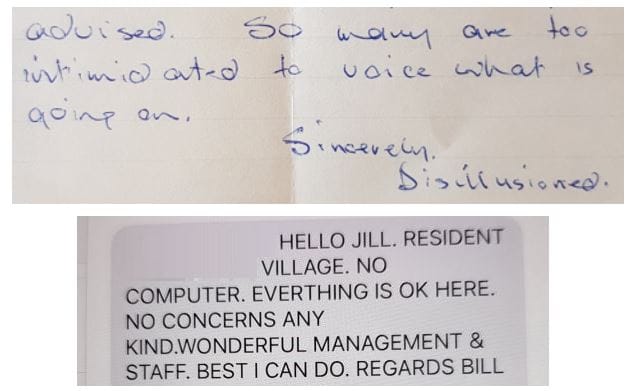 advised. So many are too
intimidated to voice what is
going on.
Sincerely.
Disillusioned.
HELLO JILL. RESIDENT
VILLAGE. NO
COMPUTER. EVERTHING IS OK HERE.
NO CONCERNS ANY
KIND.WONDERFUL MANAGEMENT &
STAFF. BEST I CAN DO. REGARDS BILL